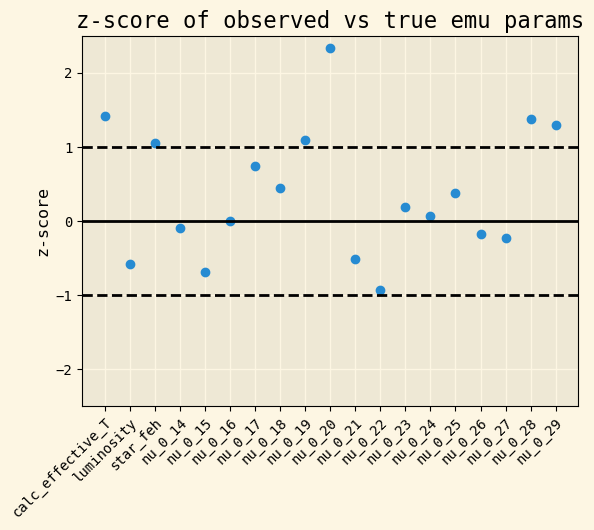 z-score of observed vs true emu params
z-score
2
1
0
−1
−2
calc_effective_T
luminosity
star_feh
nu_0_14
nu_0_15
nu_0_16
nu_0_17
nu_0_18
nu_0_19
nu_0_20
nu_0_21
nu_0_22
nu_0_23
nu_0_24
nu_0_25
nu_0_26
nu_0_27
nu_0_28
nu_0_29